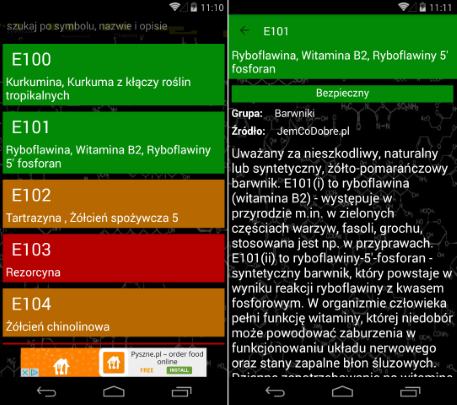 11:10
szukaj po symbolu, nazwie i opisie
E100
Kurkumina, Kurkuma z kłączy roślin
tropikalnych
E101
Ryboflawina, Witamina B2, Ryboflawiny
5' fosforan
E102
Tartrazyna , Żółcień spożywcza 5
E103
Rezorcyna
E104
Żółcień chinolinowa
Pyszne.pl – order food
online
FREE INSTALL
11:11
E101
Ryboflawina, Witamina B2, Ryboflawiny 5'
fosforan
Bezpieczny
Grupa: Barwniki
Źródło: JemCoDobre.pl
Uważany za nieszkodliwy, naturalny
lub syntetyczny, żółto-pomarańczowy
barwnik. E101(i) to ryboflawina
(witamina B2) - występuje w
przyrodzie m.in. w zielonych
częściach warzyw, fasoli, grochu,
stosowana jest np. w przyprawach.
E101(ii) to ryboflawiny-5'-fosforan -
syntetyczny barwnik, który powstaje w
wyniku reakcji ryboflawiny z kwasem
fosforowym. W organizmie człowieka
pełni funkcję witaminy, której niedobór
może powodować zaburzenia w
funkcjonowaniu układu nerwowego
oraz stany zapalne błon śluzowych.